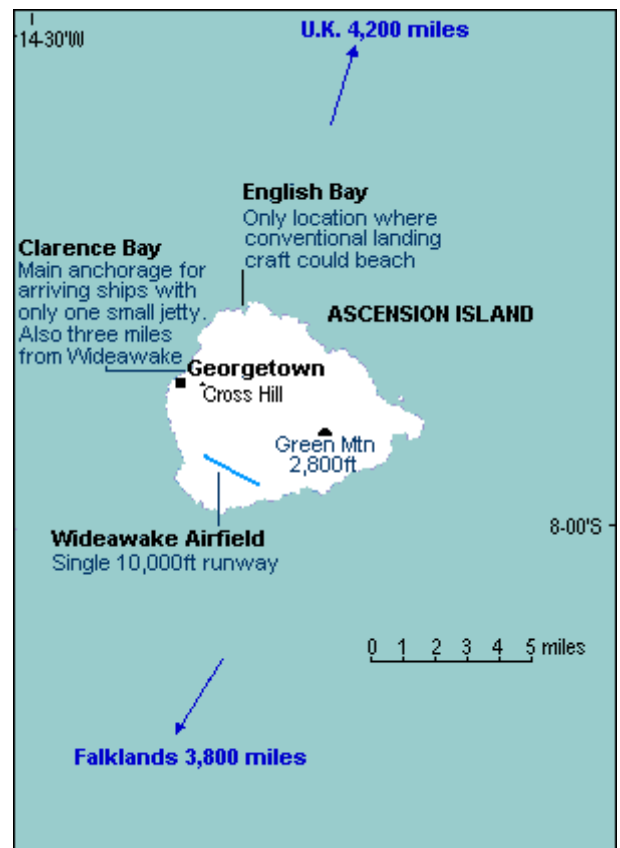 U.K. 4,200 miles
14-30'W
English Bay
Only location where
conventional landing
craft could beach
Clarence Bay
Main anchorage for
arriving ships with
only one small jetty.
Also three miles
from Wideawake
ASCENSION ISLAND
Georgetown
Cross Hill
Green Mtn
2,800ft
Wideawake Airfield
Single 10,000ft runway
8-00'S
0 1 2 3 4 5 miles
Falklands 3,800 miles